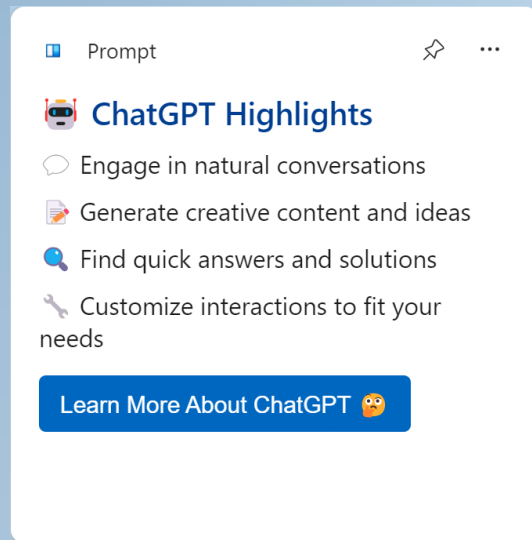 Prompt
ChatGPT Highlights
Engage in natural conversations
Generate creative content and ideas
Find quick answers and solutions
Customize interactions to fit your
needs
Learn More About ChatGPT